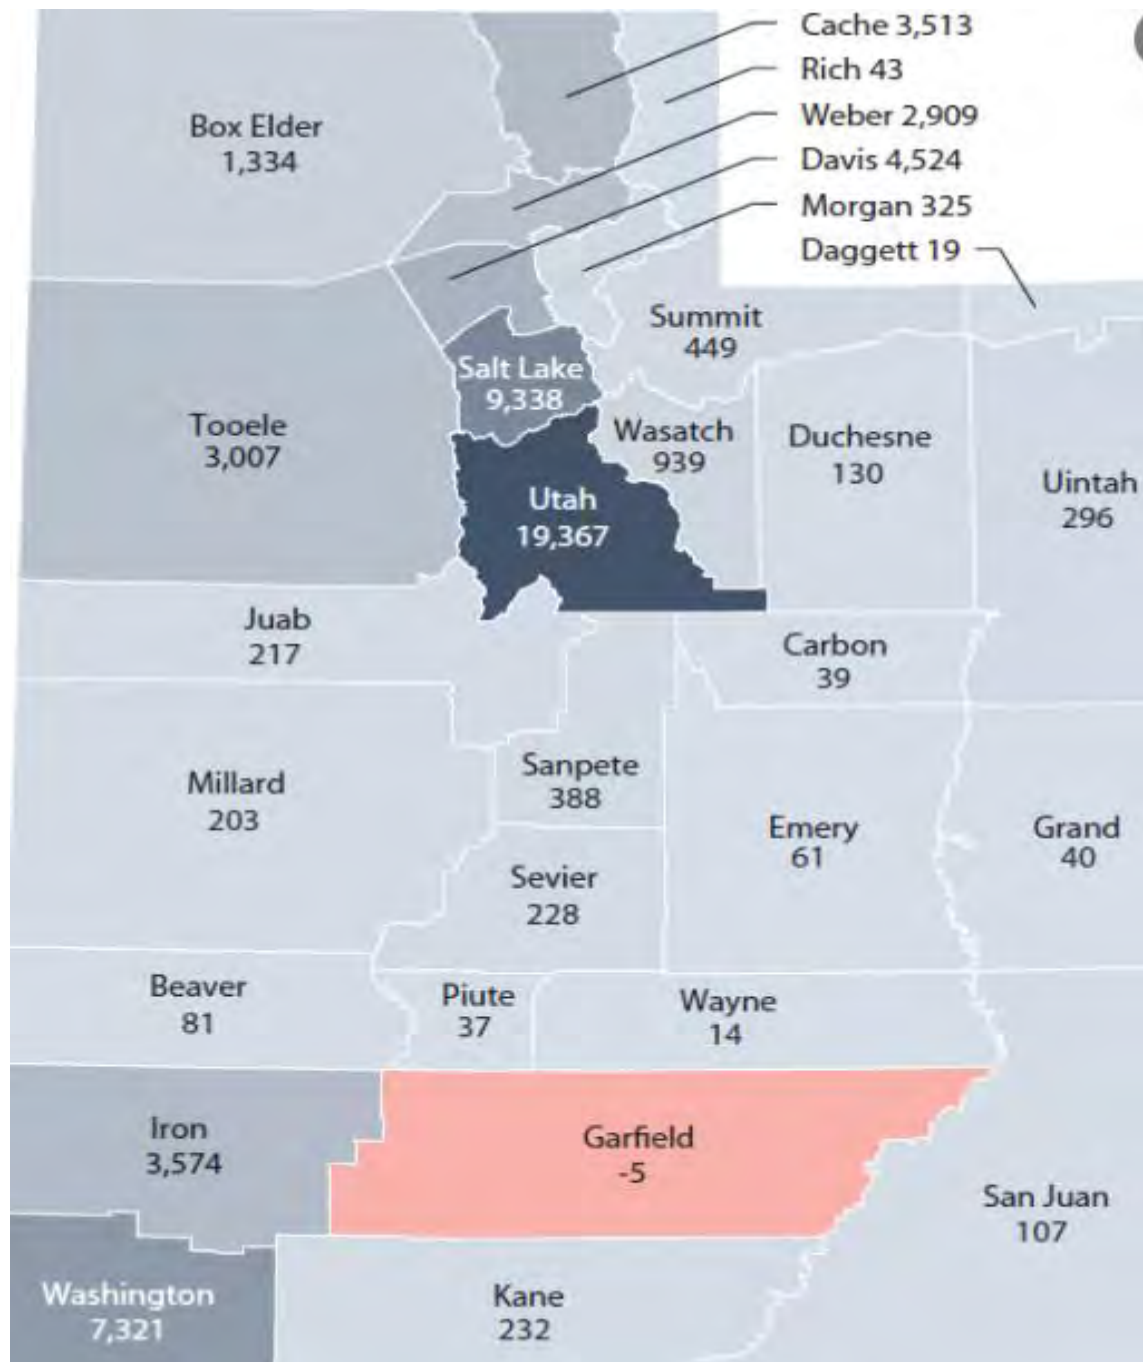 Cache 3,513
Rich 43
Weber 2,909
Davis 4,524
Morgan 325
Daggett 19
Box Elder
1,334
Summit
449
Salt Lake
9,338
Tooele
3,007
Wasatch
939
Duchesne
130
Uintah
296
Utah
19,367
Juab
217
Carbon
39
Millard
203
Sanpete
388
Emery
61
Grand
40
Sevier
228
Beaver
81
Piute
37
Wayne
14
Iron
3,574
Garfield
-5
San Juan
107
Washington
7,321
Kane
232